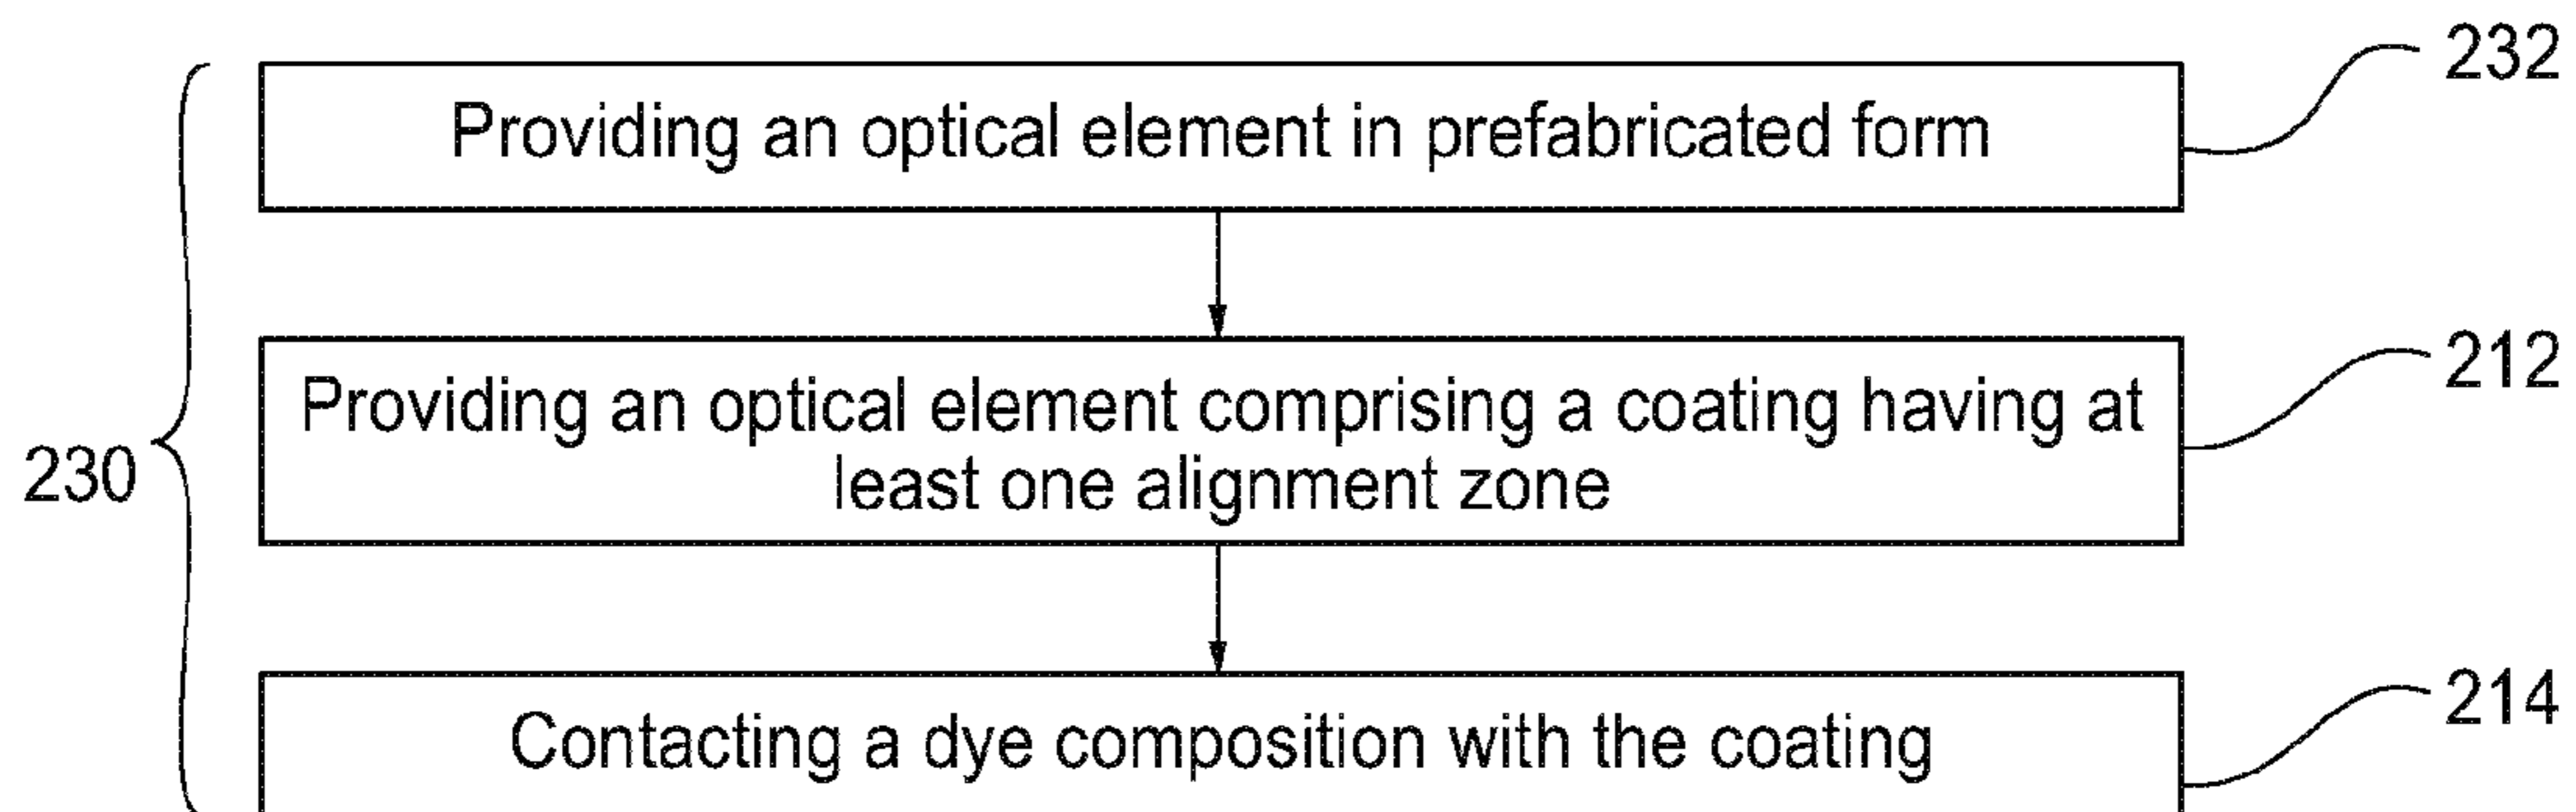 232
Providing an optical element in prefabricated form
212
Providing an optical element comprising a coating having at
least one alignment zone
230
214
Contacting a dye composition with the coating